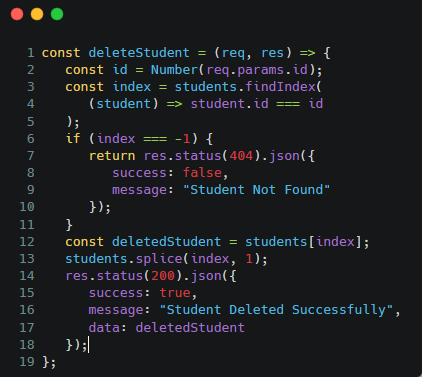 1 const deleteStudent = (req, res) => {
2    const id = Number(req.params.id);
3    const index = students.findIndex(
4       (student) => student.id === id
5    );
6    if (index === -1) {
7       return res.status(404).json({
8          success: false,
9          message: "Student Not Found"
10       });
11    }
12    const deletedStudent = students[index];
13    students.splice(index, 1);
14    res.status(200).json({
15       success: true,
16       message: "Student Deleted Successfully",
17       data: deletedStudent
18    });
19 };